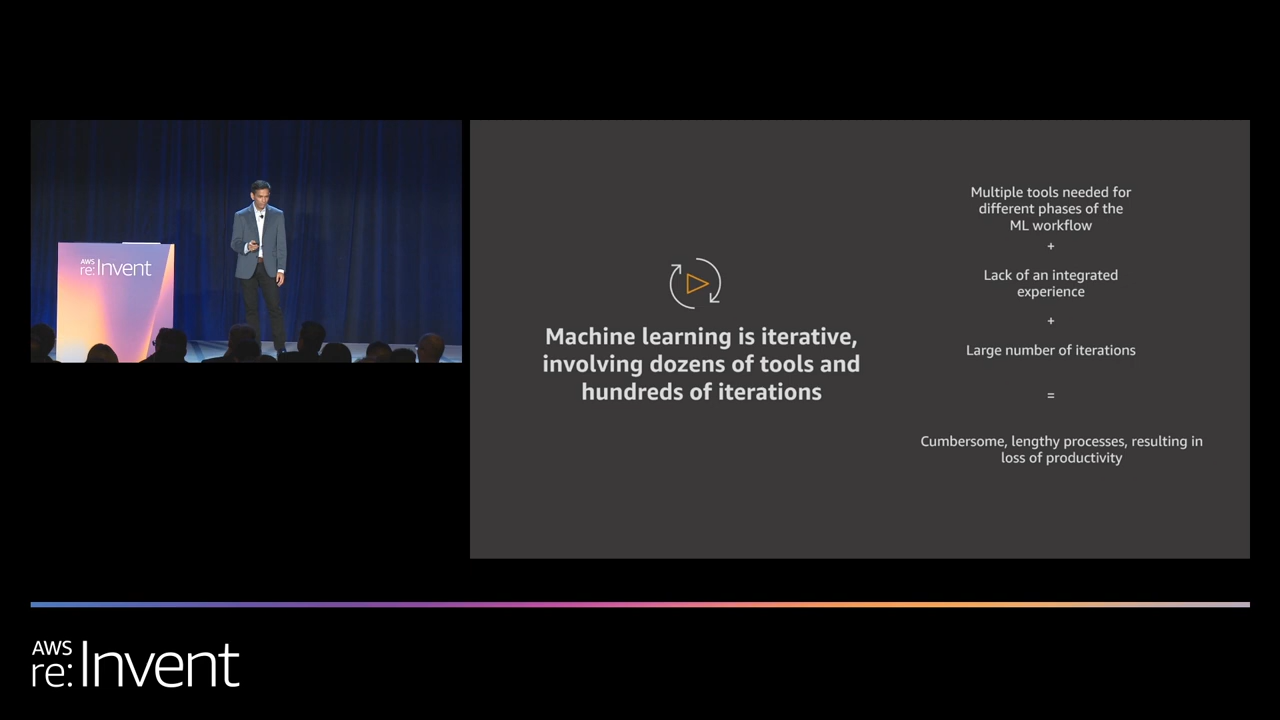 AWS
re:Invent
Machine learning is iterative,
involving dozens of tools and
hundreds of iterations
Multiple tools needed for
different phases of the
ML workflow
+
Lack of an integrated
experience
+
Large number of iterations
=
Cumbersome, lengthy processes, resulting in
loss of productivity
AWS
re:Invent